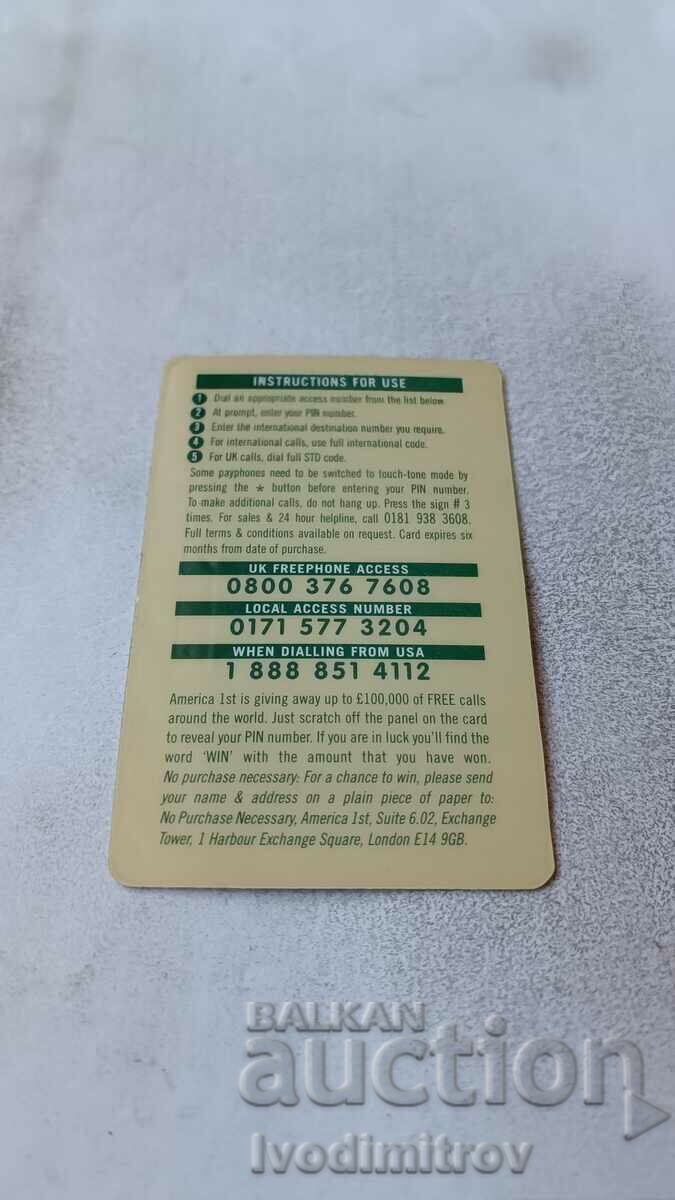 INSTRUCTIONS FOR USE
1 Dial an appropriate access number from the list below
2 At prompt, enter your PIN number.
3 Enter the international destination number you require.
4 For international calls, use full international code.
5 For UK calls, dial full STD code.
Some payphones need to be switched to touch-tone mode by
pressing the * button before entering your PIN number.
To make additional calls, do not hang up. Press the sign # 3
times. For sales & 24 hour helpline, call 0181 938 3608.
Full terms & conditions available on request. Card expires six
months from date of purchase.
UK FREEPHONE ACCESS
0800 376 7608
LOCAL ACCESS NUMBER
0171 577 3204
WHEN DIALLING FROM USA
1 888 851 4112
America 1st is giving away up to £100,000 of FREE calls
around the world. Just scratch off the panel on the card
to reveal your PIN number. If you are in luck you'll find the
word 'WIN' with the amount that you have won.
No purchase necessary: For a chance to win, please send
your name & address on a plain piece of paper to:
No Purchase Necessary, America 1st, Suite 6.02, Exchange
Tower, 1 Harbour Exchange Square, London E14 9GB.
BALKAN
auction
Ivodimitrov